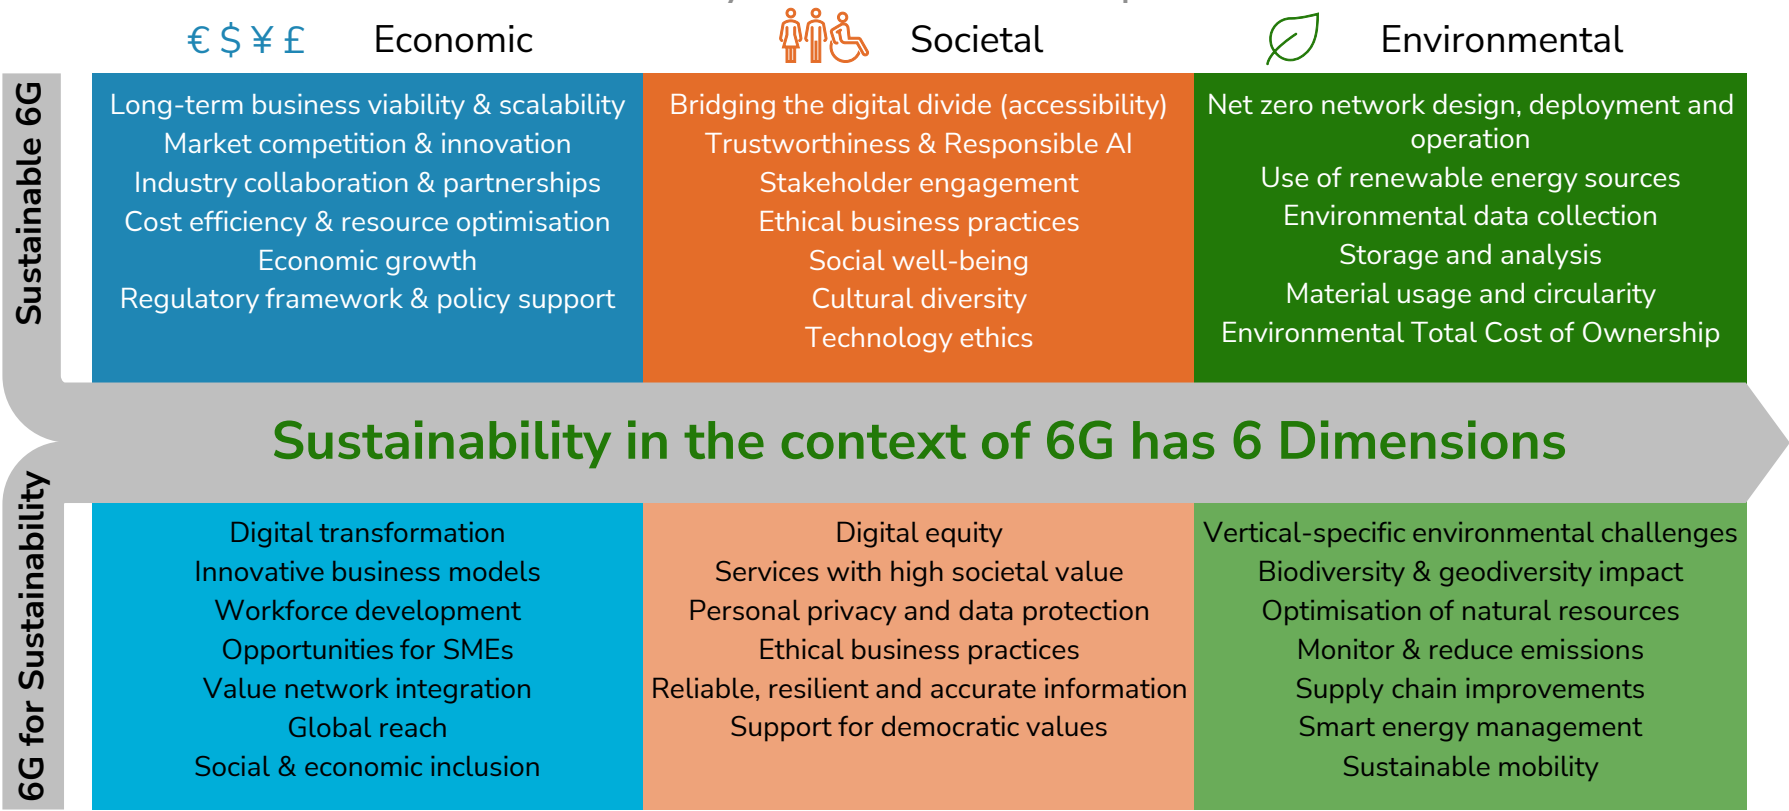 € $ ¥ £
Economic
Societal
Environmental
Sustainable 6G
Long-term business viability & scalability
Market competition & innovation
Industry collaboration & partnerships
Cost efficiency & resource optimisation
Economic growth
Regulatory framework & policy support
Bridging the digital divide (accessibility)
Trustworthiness & Responsible AI
Stakeholder engagement
Ethical business practices
Social well-being
Cultural diversity
Technology ethics
Net zero network design, deployment and
operation
Use of renewable energy sources
Environmental data collection
Storage and analysis
Material usage and circularity
Environmental Total Cost of Ownership
Sustainability in the context of 6G has 6 Dimensions
6G for Sustainability
Digital transformation
Innovative business models
Workforce development
Opportunities for SMEs
Value network integration
Global reach
Social & economic inclusion
Digital equity
Services with high societal value
Personal privacy and data protection
Ethical business practices
Reliable, resilient and accurate information
Support for democratic values
Vertical-specific environmental challenges
Biodiversity & geodiversity impact
Optimisation of natural resources
Monitor & reduce emissions
Supply chain improvements
Smart energy management
Sustainable mobility